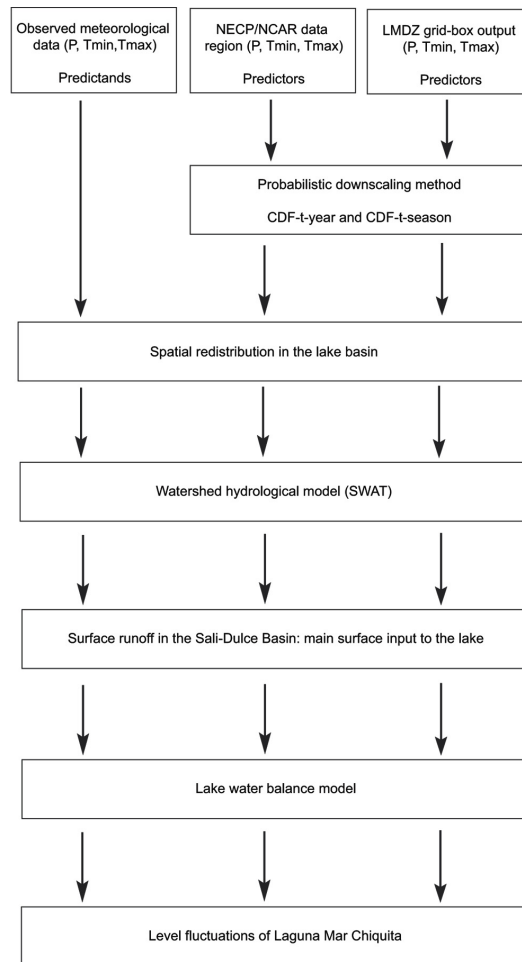 Observed meteorological
data (P, Tmin,Tmax)
Predictands
NECP/NCAR data
region (P, Tmin, Tmax)
Predictors
LMDZ grid-box output
(P, Tmin, Tmax)
Predictors
Probabilistic downscaling method
CDF-t-year and CDF-t-season
Spatial redistribution in the lake basin
Watershed hydrological model (SWAT)
Surface runoff in the Sali-Dulce Basin: main surface input to the lake
Lake water balance model
Level fluctuations of Laguna Mar Chiquita